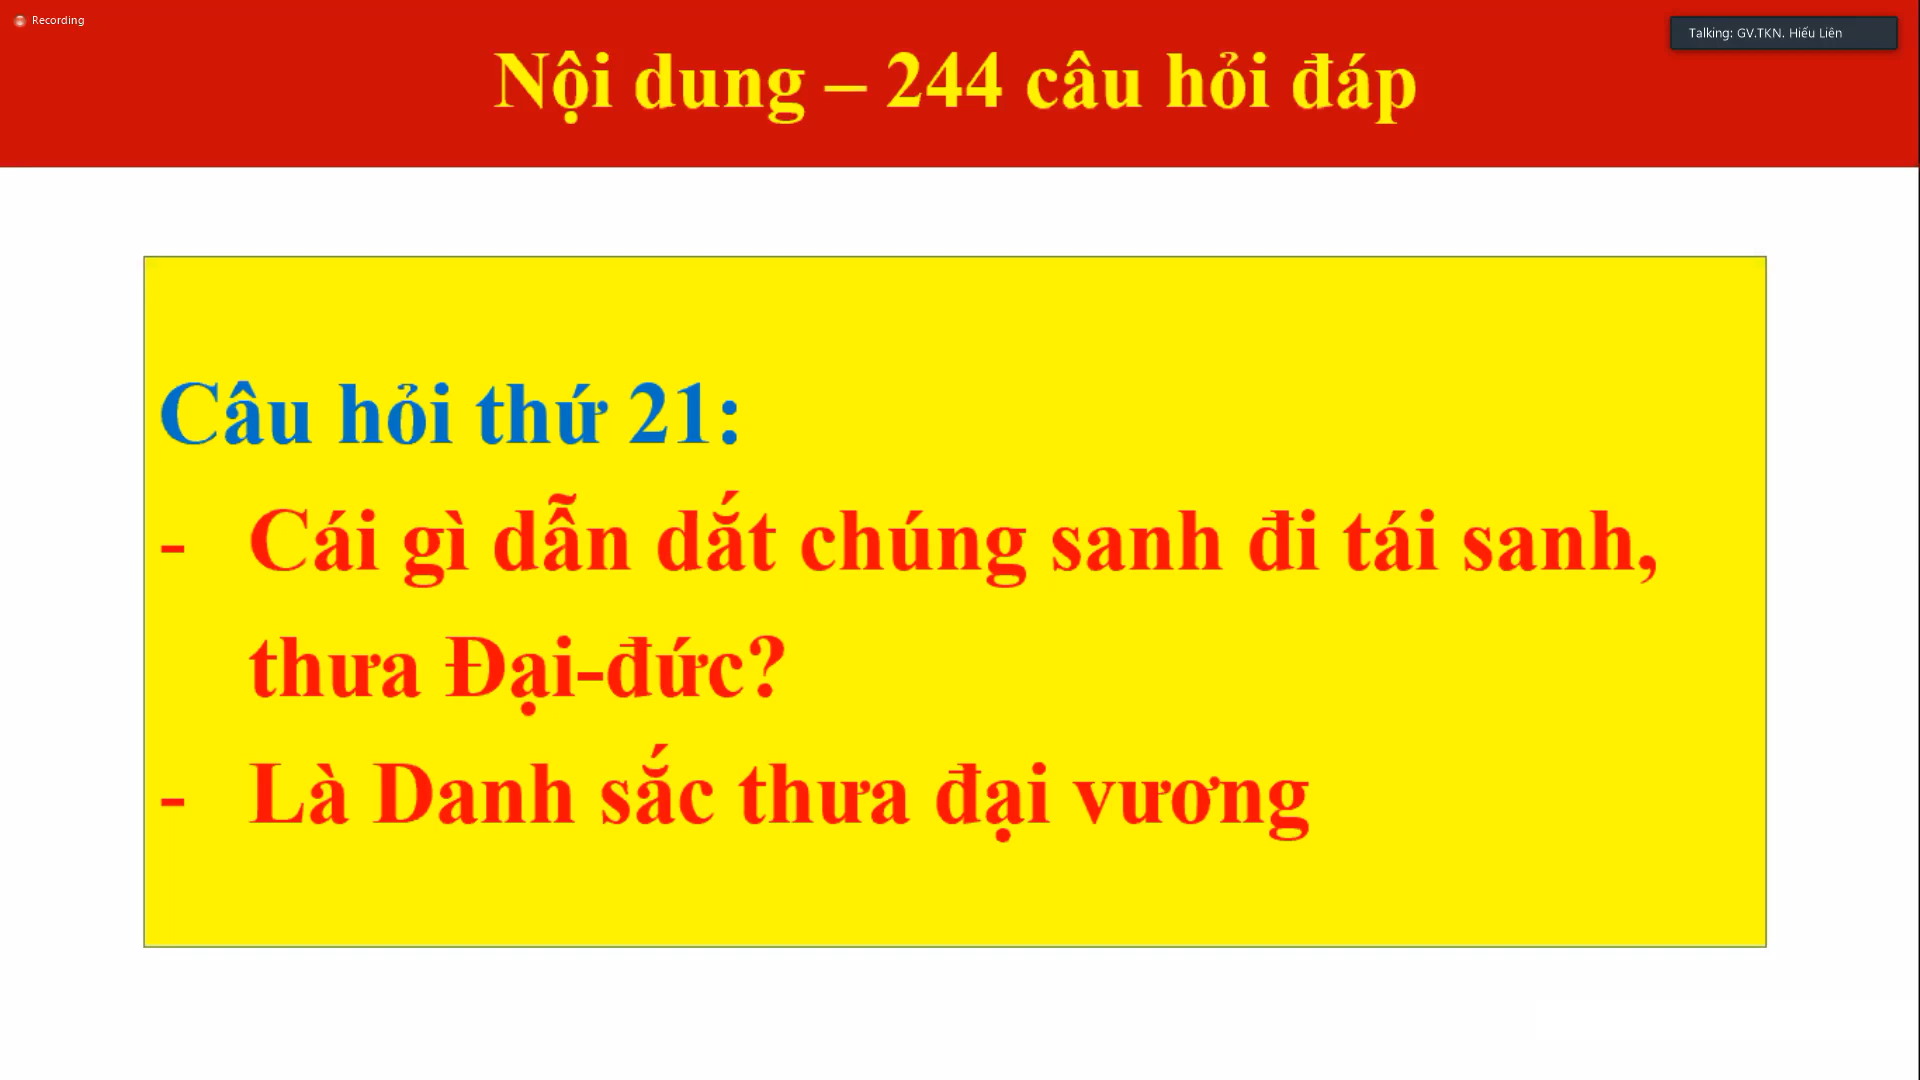 Recording
Talking: GV.TKN. Hiếu Liên
Nội dung – 244 câu hỏi đáp
Câu hỏi thứ 21:
- Cái gì dẫn dắt chúng sanh đi tái sanh,
thưa Đại-đức?
- Là Danh sắc thưa đại vương